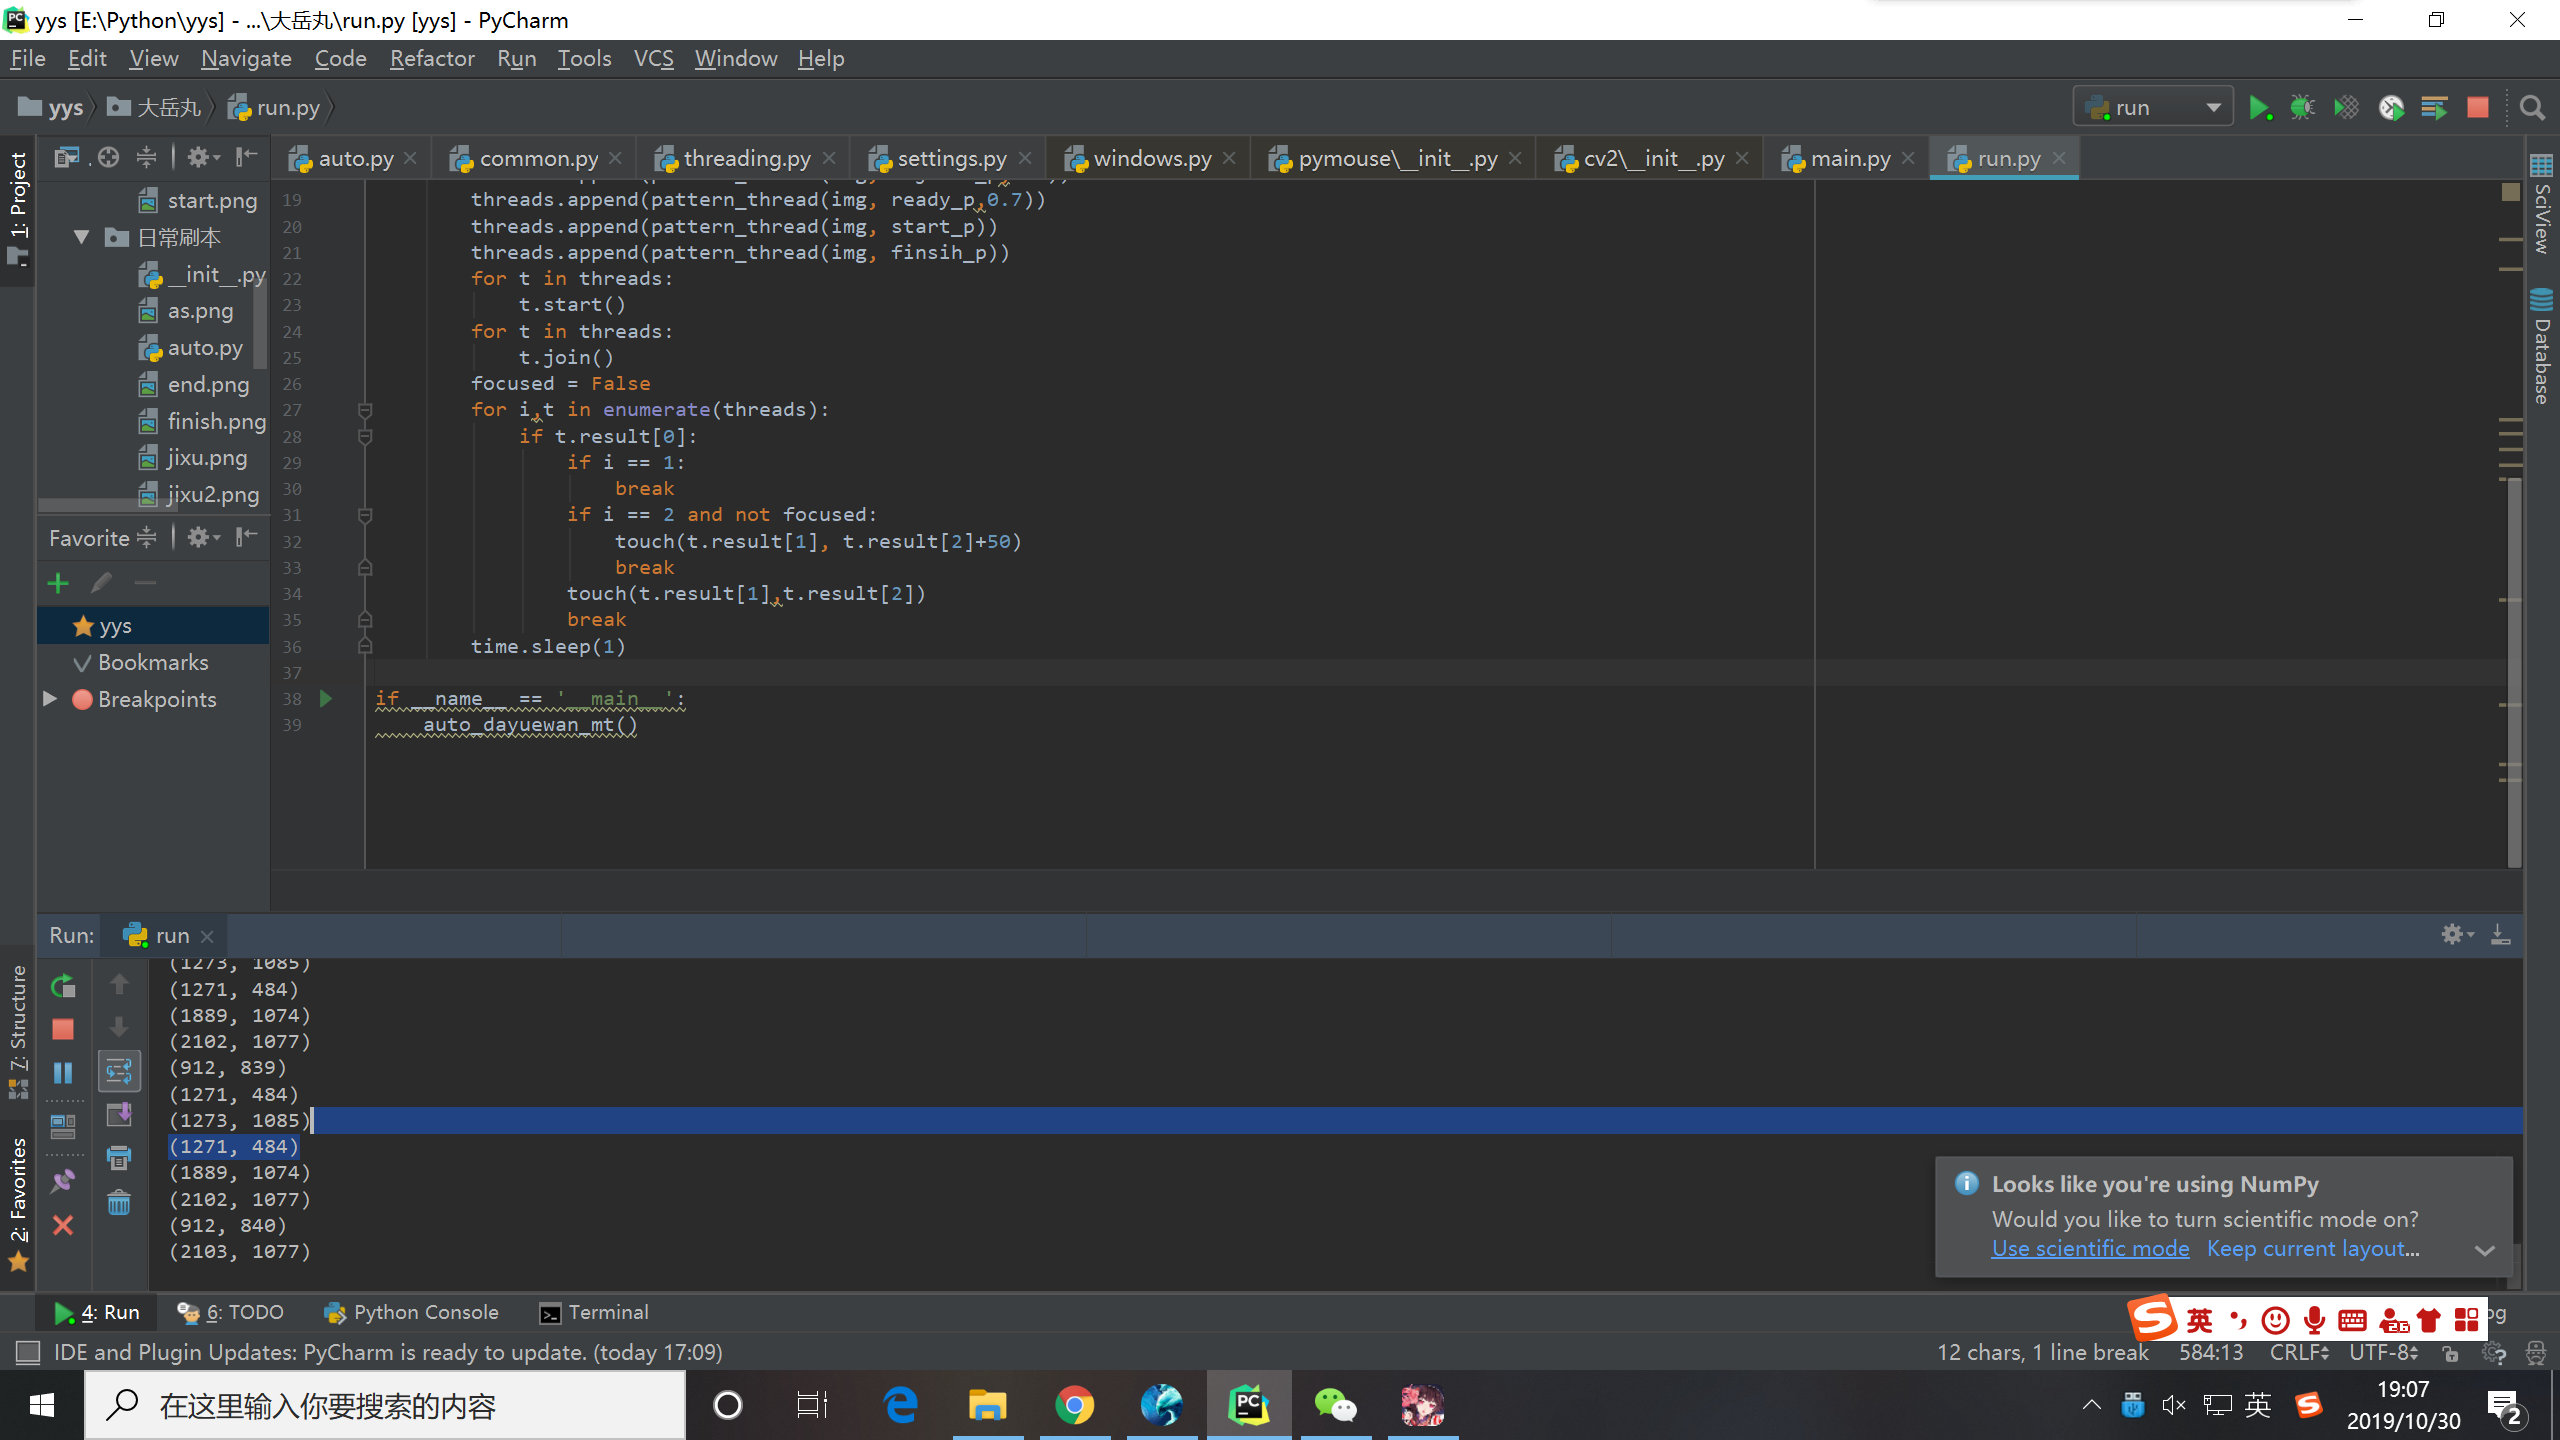 yys [E:\Python\yys] - ...\大岳丸\run.py [yys] - PyCharm
File Edit View Navigate Code Refactor Run Tools VCS Window Help
yys 大岳丸 run.py
run
auto.py common.py threading.py settings.py windows.py pymouse\__init__.py cv2\__init__.py main.py run.py
1: Project
start.png
日常刷本
__init__.py
as.png
auto.py
end.png
finish.png
jixu.png
jixu2.png
Favorite
yys
Bookmarks
Breakpoints
19 threads.append(pattern_thread(img, ready_p,0.7))
20 threads.append(pattern_thread(img, start_p))
21 threads.append(pattern_thread(img, finsih_p))
22 for t in threads:
23 t.start()
24 for t in threads:
25 t.join()
26 focused = False
27 for i,t in enumerate(threads):
28 if t.result[0]:
29 if i == 1:
30 break
31 if i == 2 and not focused:
32 touch(t.result[1], t.result[2]+50)
33 break
34 touch(t.result[1],t.result[2])
35 break
36 time.sleep(1)
37
38 if __name__ == '__main__':
39 auto_dayuewan_mt()
SciView
Database
Run: run
7: Structure
2: Favorites
(1273, 1085)
(1271, 484)
(1889, 1074)
(2102, 1077)
(912, 839)
(1271, 484)
(1273, 1085)
(1271, 484)
(1889, 1074)
(2102, 1077)
(912, 840)
(2103, 1077)
Looks like you're using NumPy
Would you like to turn scientific mode on?
Use scientific mode Keep current layout...
4: Run 6: TODO Python Console Terminal
英
26
IDE and Plugin Updates: PyCharm is ready to update. (today 17:09)
12 chars, 1 line break 584:13 CRLF UTF-8
在这里输入你要搜索的内容
英
19:07
2019/10/30
2